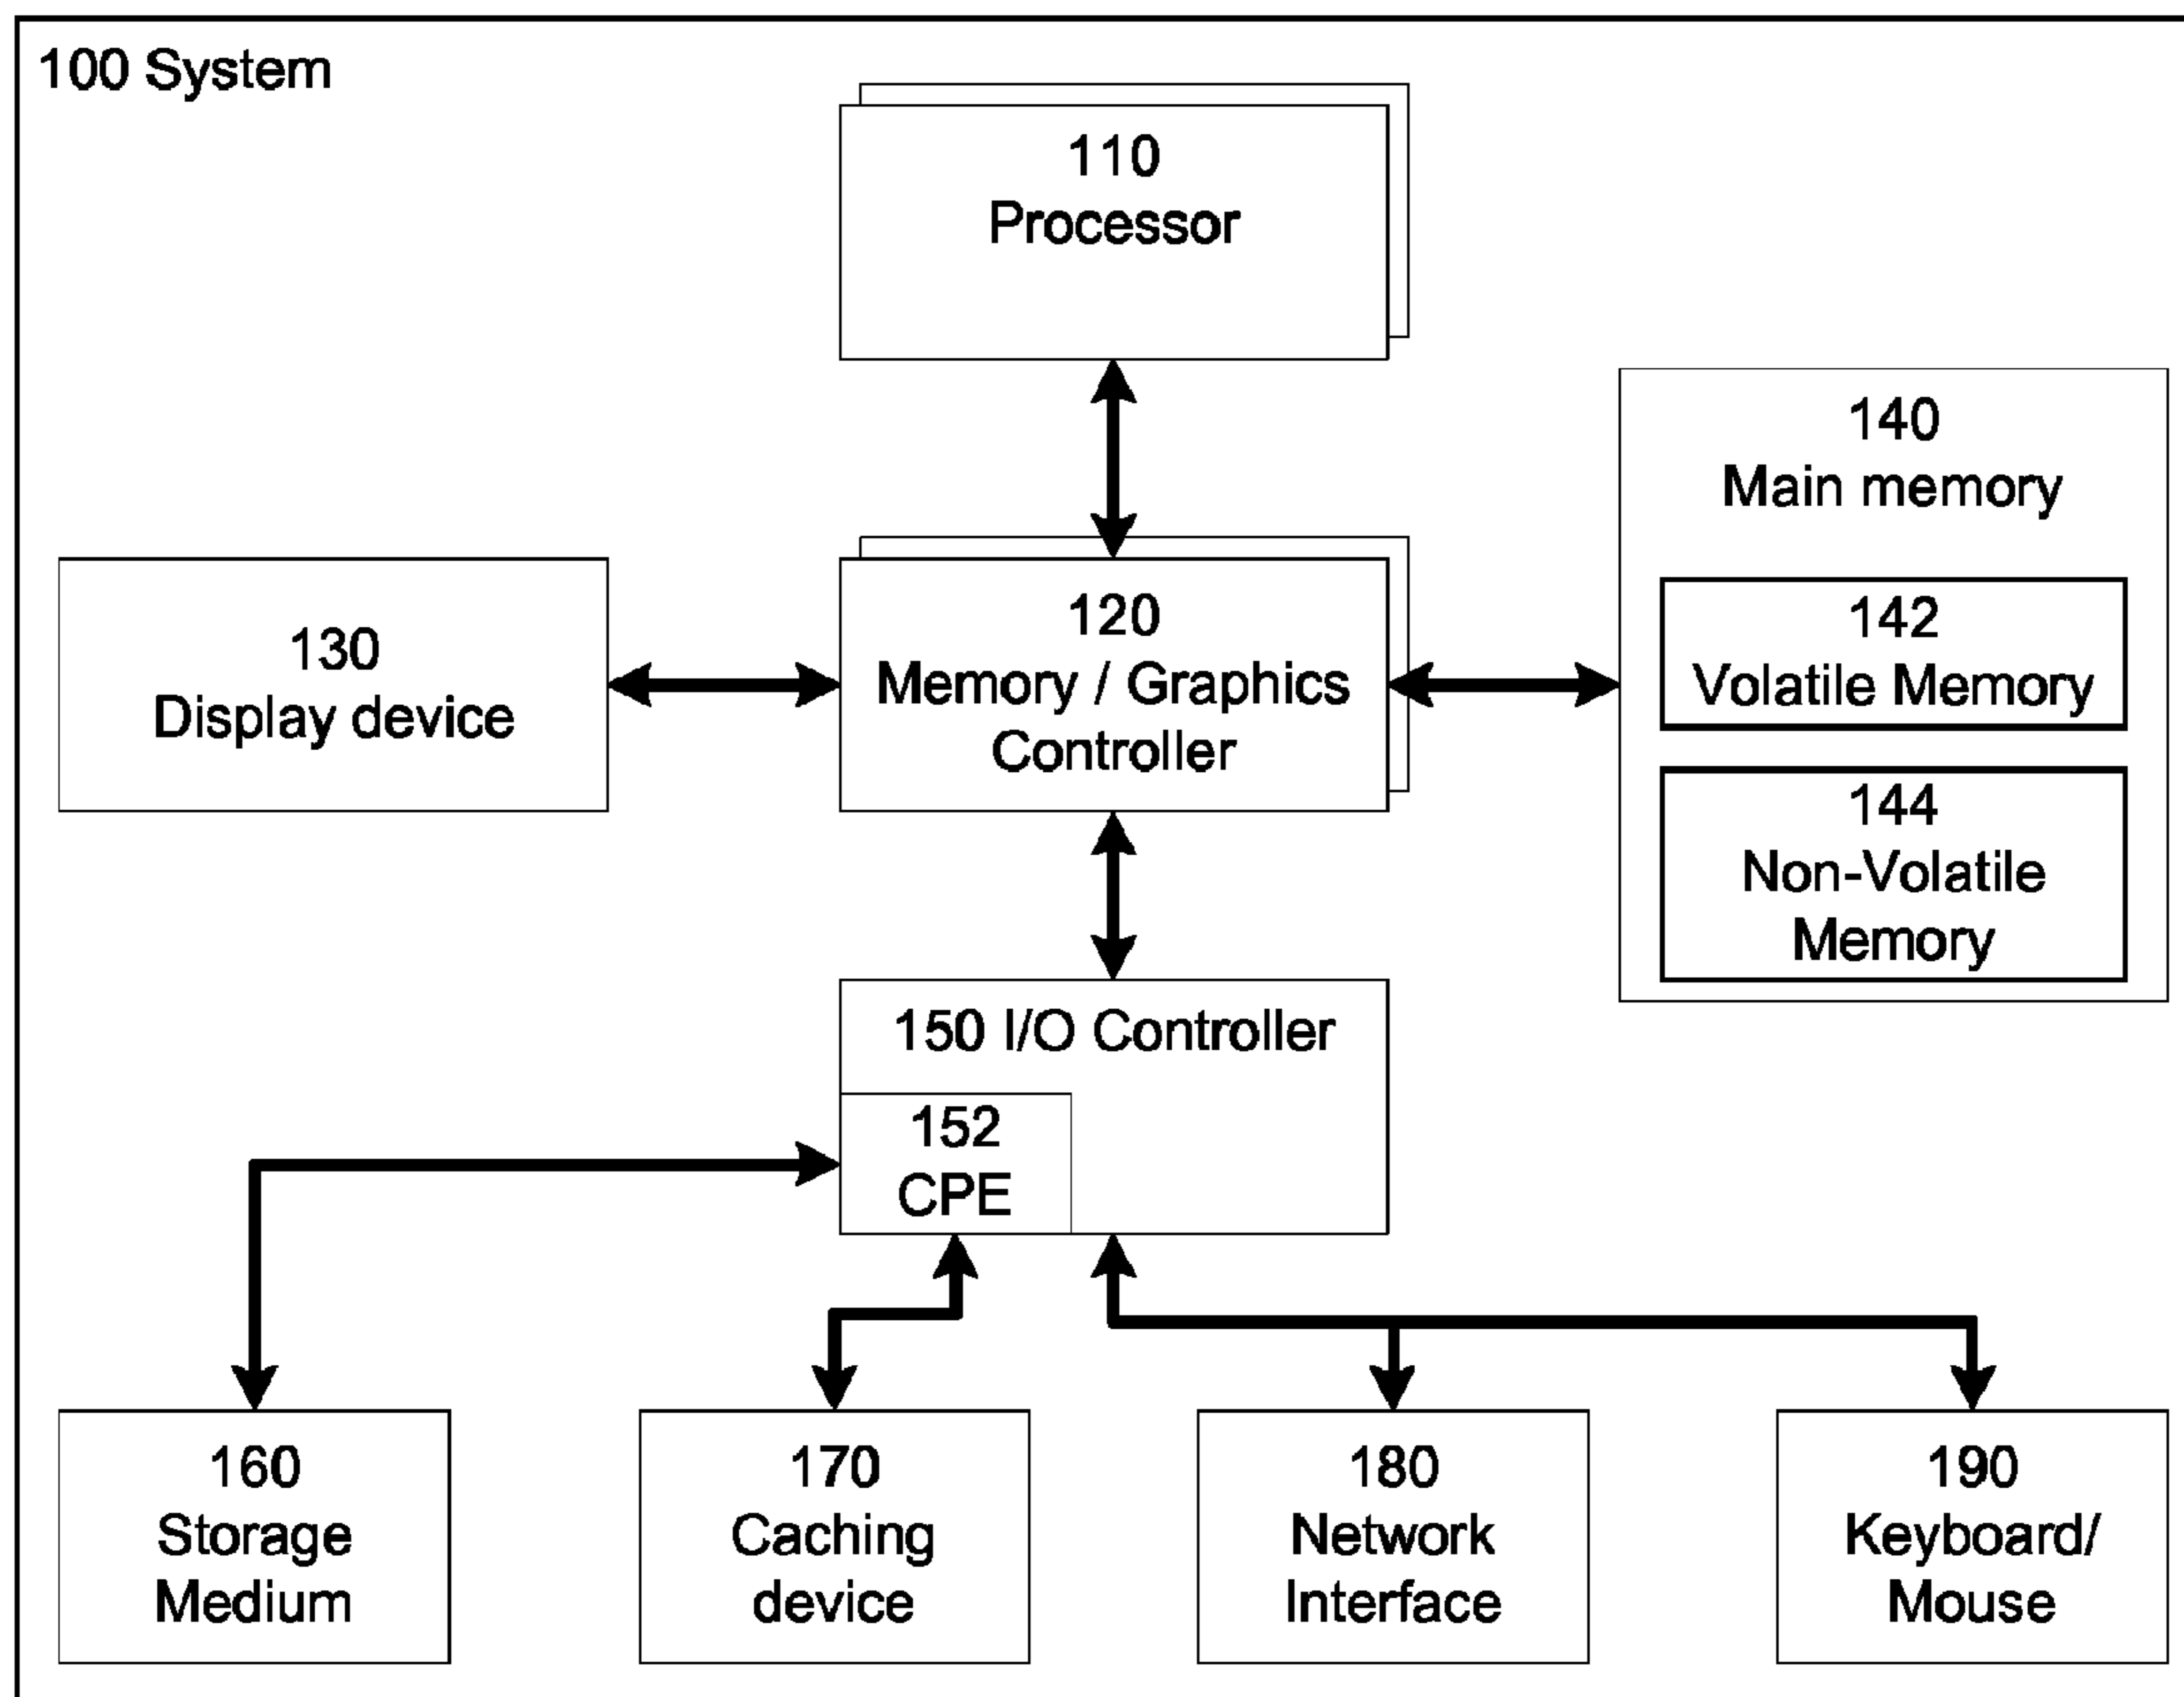 100 System
110
Processor
140
Main memory
142
Volatile Memory
144
Non-Volatile
Memory
130
Display device
120
Memory / Graphics
Controller
150 I/O Controller
152
CPE
160
Storage
Medium
170
Caching
device
180
Network
Interface
190
Keyboard/
Mouse